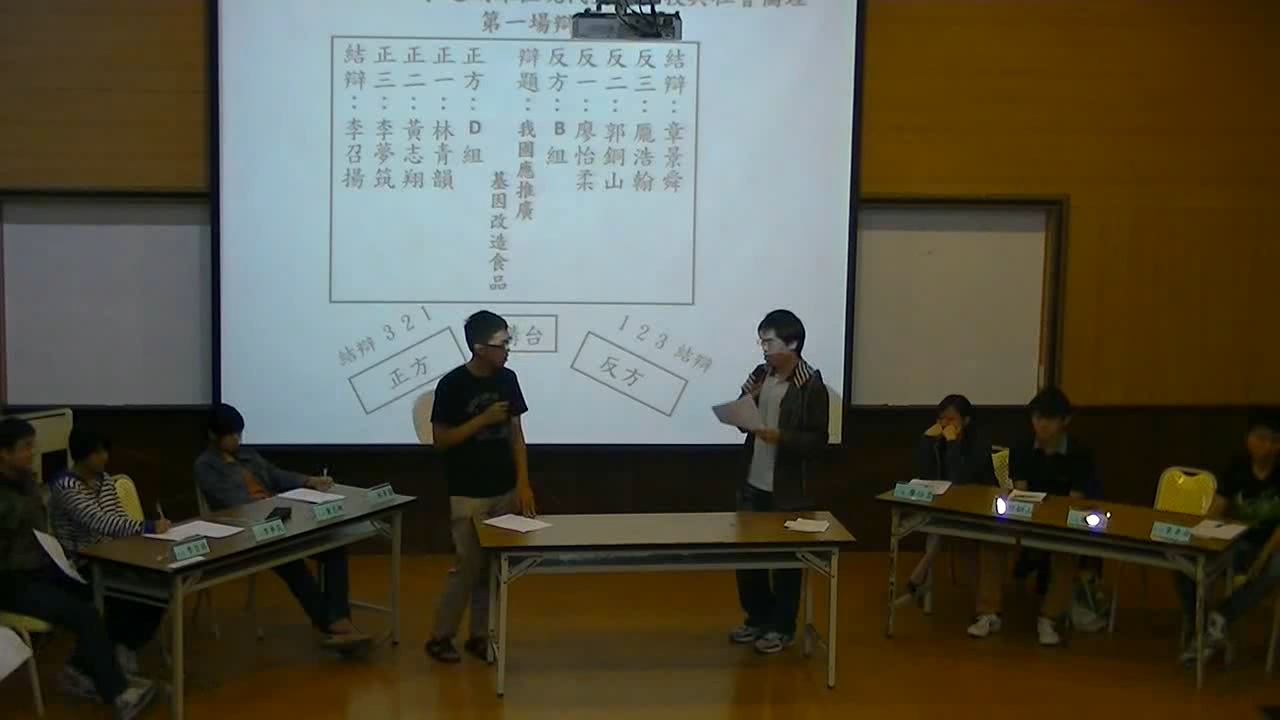 第一場辯
結辯：章景舜
反三：龐浩翰
反二：郭銅山
反一：廖怡柔
反方：B組
辯題：我國應推廣
基因改造食品
正方：D組
正一：林青韻
正二：黃志翔
正三：李夢筑
結辯：李召揚
結辯 3 2 1
正方
講台
1 2 3 結辯
反方